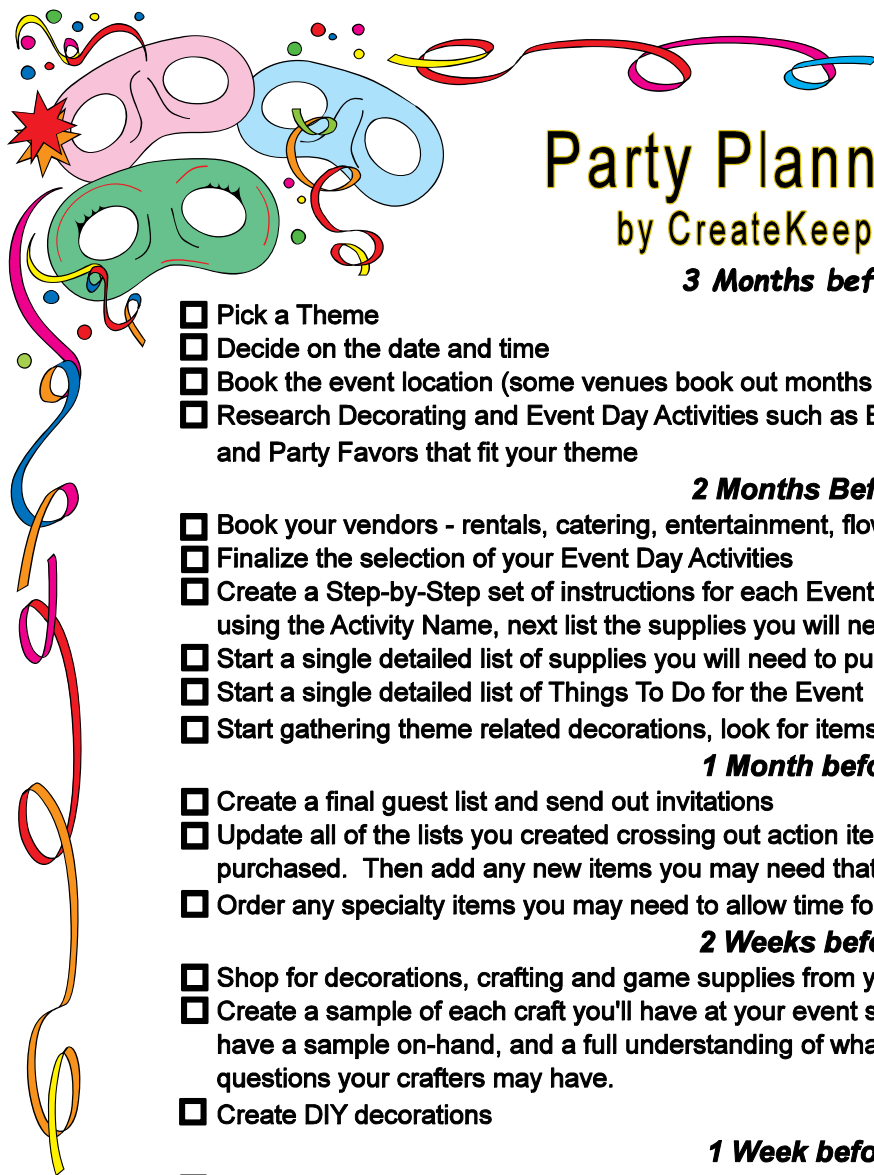 Party Plann
by CreateKeep
3 Months bef
Pick a Theme
Decide on the date and time
Book the event location (some venues book out months
Research Decorating and Event Day Activities such as
and Party Favors that fit your theme
2 Months Bef
Book your vendors - rentals, catering, entertainment, flo
Finalize the selection of your Event Day Activities
Create a Step-by-Step set of instructions for each Event
using the Activity Name, next list the supplies you will ne
Start a single detailed list of supplies you will need to pu
Start a single detailed list of Things To Do for the Event
Start gathering theme related decorations, look for items
1 Month befo
Create a final guest list and send out invitations
Update all of the lists you created crossing out action ite
purchased.  Then add any new items you may need that
Order any specialty items you may need to allow time fo
2 Weeks befo
Shop for decorations, crafting and game supplies from y
Create a sample of each craft you'll have at your event s
have a sample on-hand, and a full understanding of wha
questions your crafters may have.
Create DIY decorations
1 Week befo